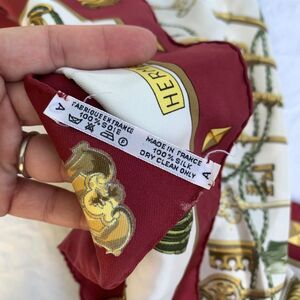 HER
A
FABRIQUE EN FRANCE
100% SOIE
MADE IN FRANCE
100% SILK
DRY CLEAN ONLY
A